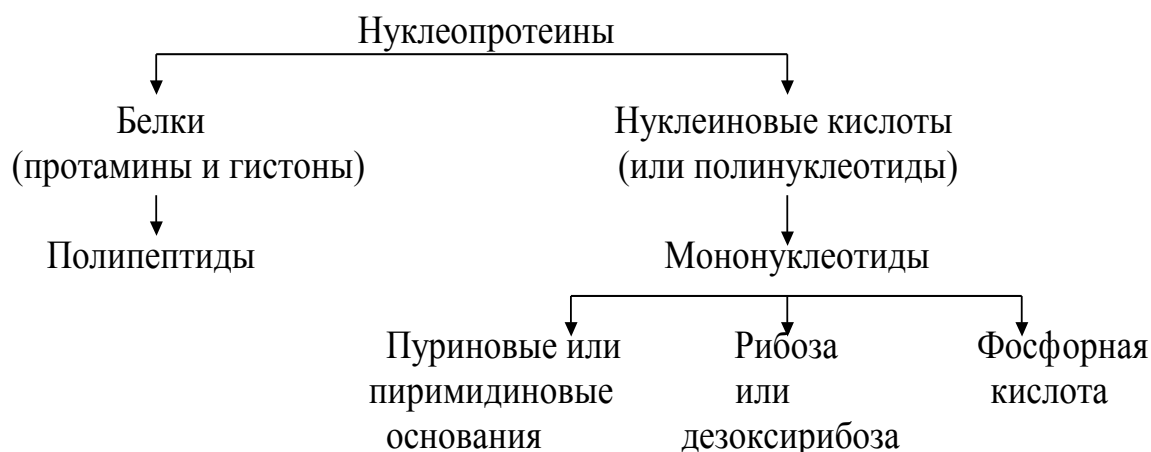 Нуклеопротеины
Белки
(протамины и гистоны)
Нуклеиновые кислоты
(или полинуклеотиды)
Полипептиды
Мононуклеотиды
Пуриновые или
пиримидиновые
основания
Рибоза
или
дезоксирибоза
Фосфорная
кислота